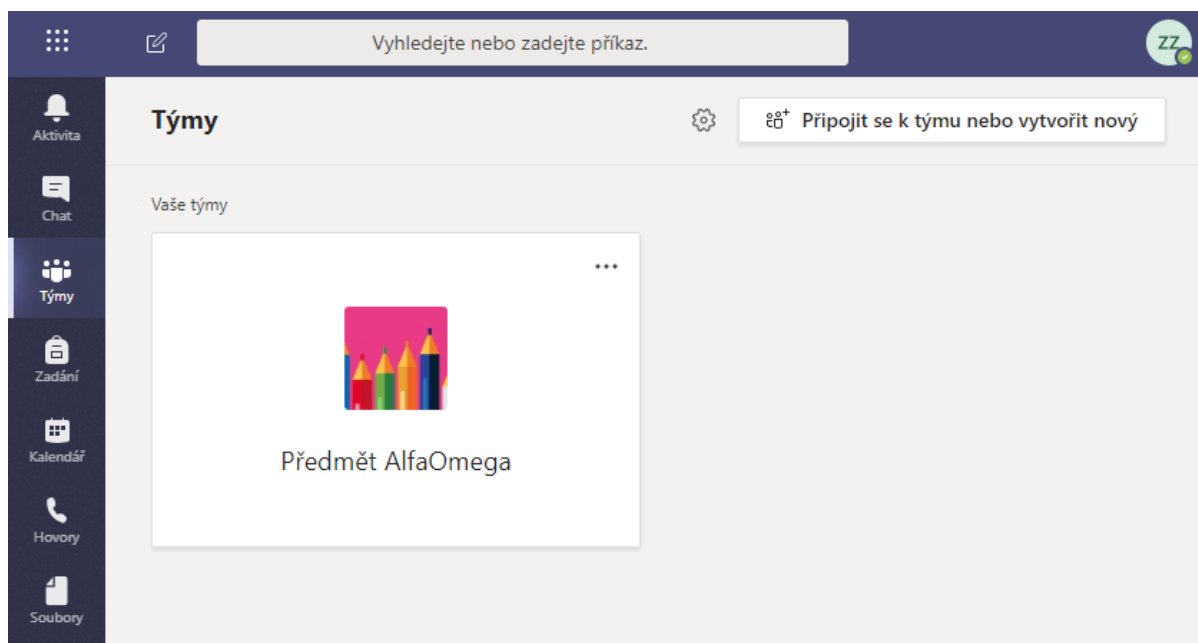 Vyhledejte nebo zadejte příkaz.
ZZ
Aktivita
Týmy
Připojit se k týmu nebo vytvořit nový
Chat
Vaše týmy
Týmy
Zadání
Kalendář
Předmět AlfaOmega
Hovory
Soubory